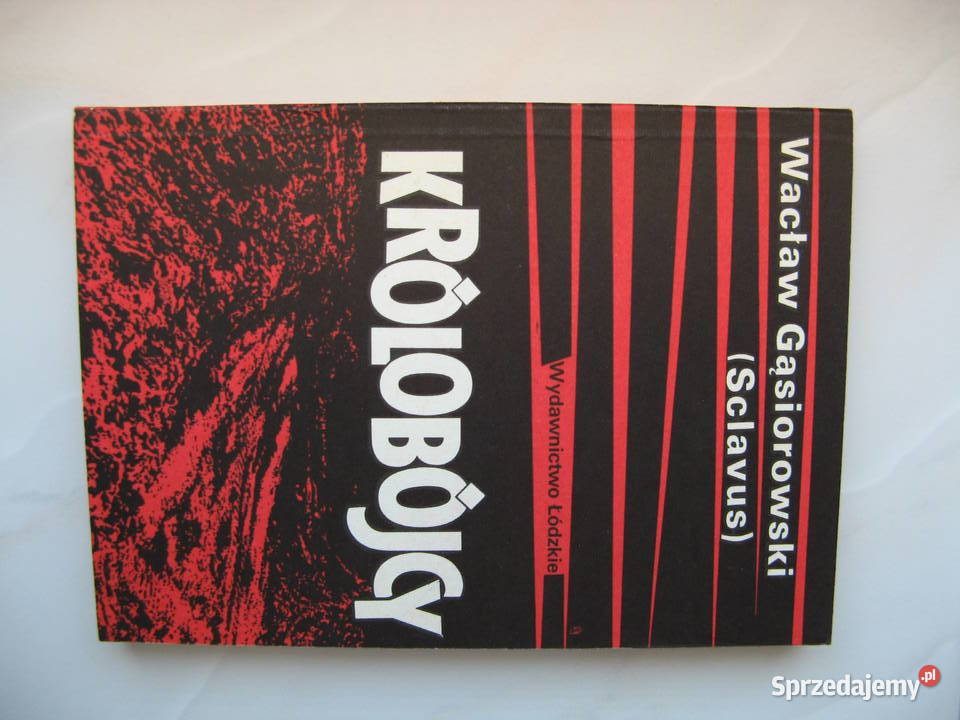 Wacław Gąsiorowski
(Sclavus)
Wydawnictwo Łódzkie
KRÓLOBÓJCY
Sprzedajemy.pl